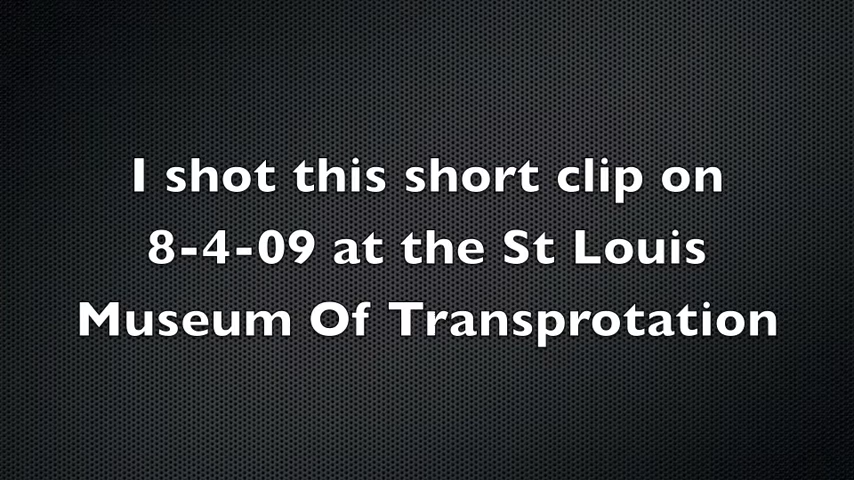 I shot this short clip on
8-4-09 at the St Louis
Museum Of Transprotation